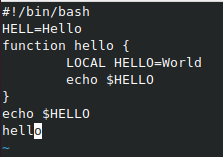 #!/bin/bash
HELL=Hello
function hello {
        LOCAL HELLO=World
        echo $HELLO
}
echo $HELLO
hello
~